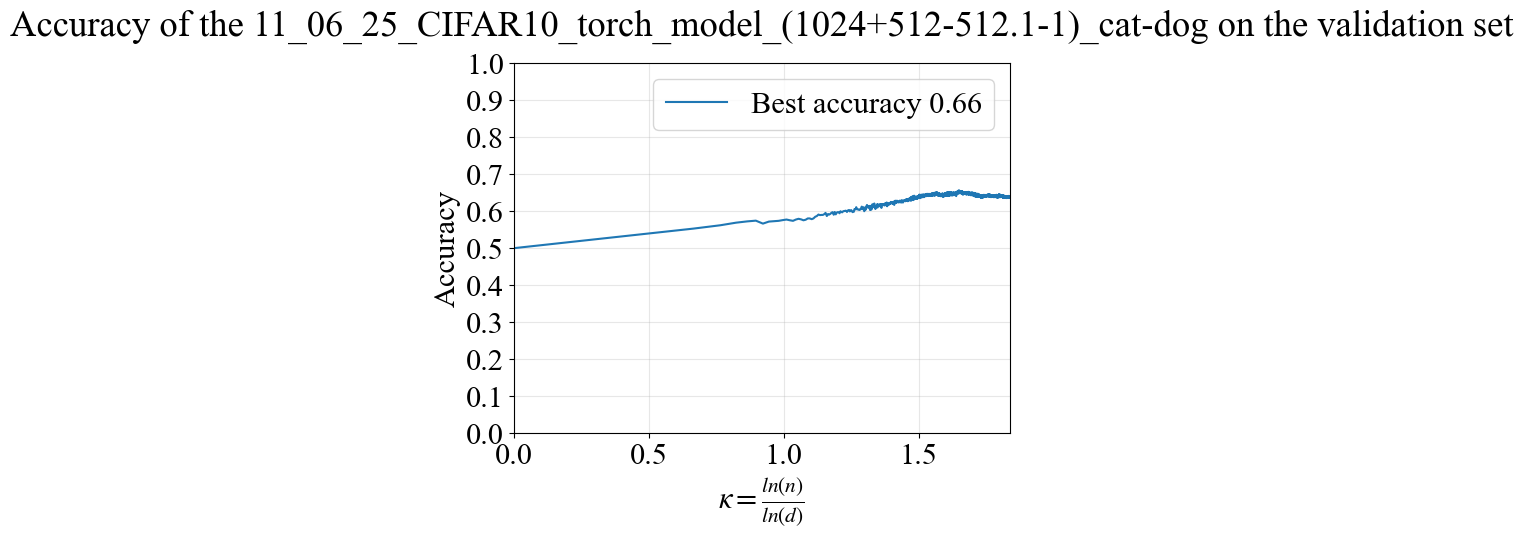 Accuracy of the 11_06_25_CIFAR10_torch_model_(1024+512-512.1-1)_cat-dog on the validation set
Best accuracy 0.66
Accuracy
1.0
0.9
0.8
0.7
0.6
0.5
0.4
0.3
0.2
0.1
0.0
0.0 0.5 1.0 1.5
κ = ln(n) / ln(d)